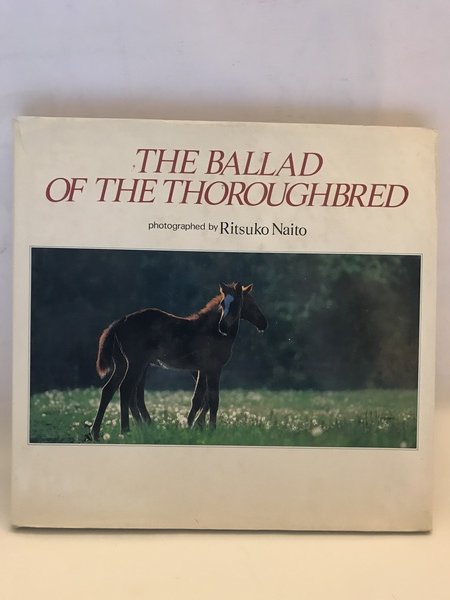 THE BALLAD
OF THE THOROUGHBRED
photographed by Ritsuko Naito